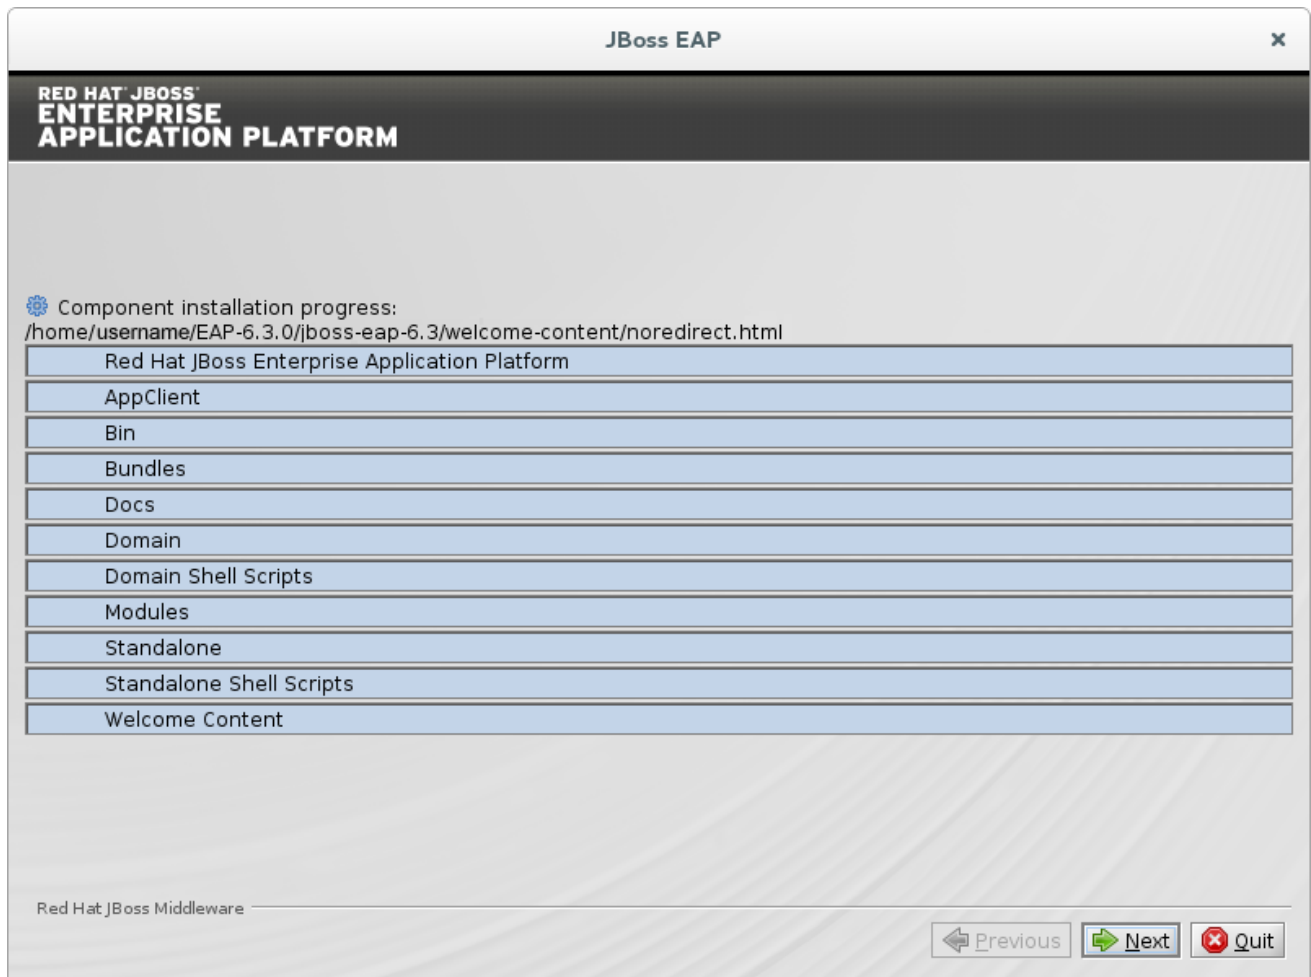 JBoss EAP
RED HAT JBOSS
ENTERPRISE
APPLICATION PLATFORM
Component installation progress:
/home/username/EAP-6.3.0/jboss-eap-6.3/welcome-content/noredirect.html
Red Hat JBoss Enterprise Application Platform
AppClient
Bin
Bundles
Docs
Domain
Domain Shell Scripts
Modules
Standalone
Standalone Shell Scripts
Welcome Content
Red Hat JBoss Middleware
Previous Next Quit